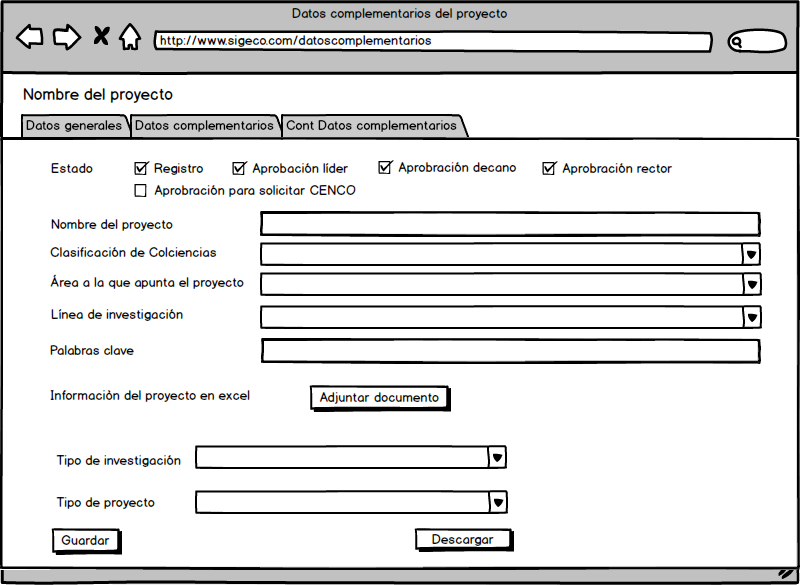 Datos complementarios del proyecto
http://www.sigeco.com/datoscomplementarios
Nombre del proyecto
Datos generales Datos complementarios Cont Datos complementarios
Estado Registro Aprobación líder Aprobración decano Aprobración rector
Aprobración para solicitar CENCO
Nombre del proyecto
Clasificación de Colciencias
Área a la que apunta el proyecto
Línea de investigación
Palabras clave
Informaciòn del proyecto en excel Adjuntar documento
Tipo de investigación
Tipo de proyecto
Guardar Descargar